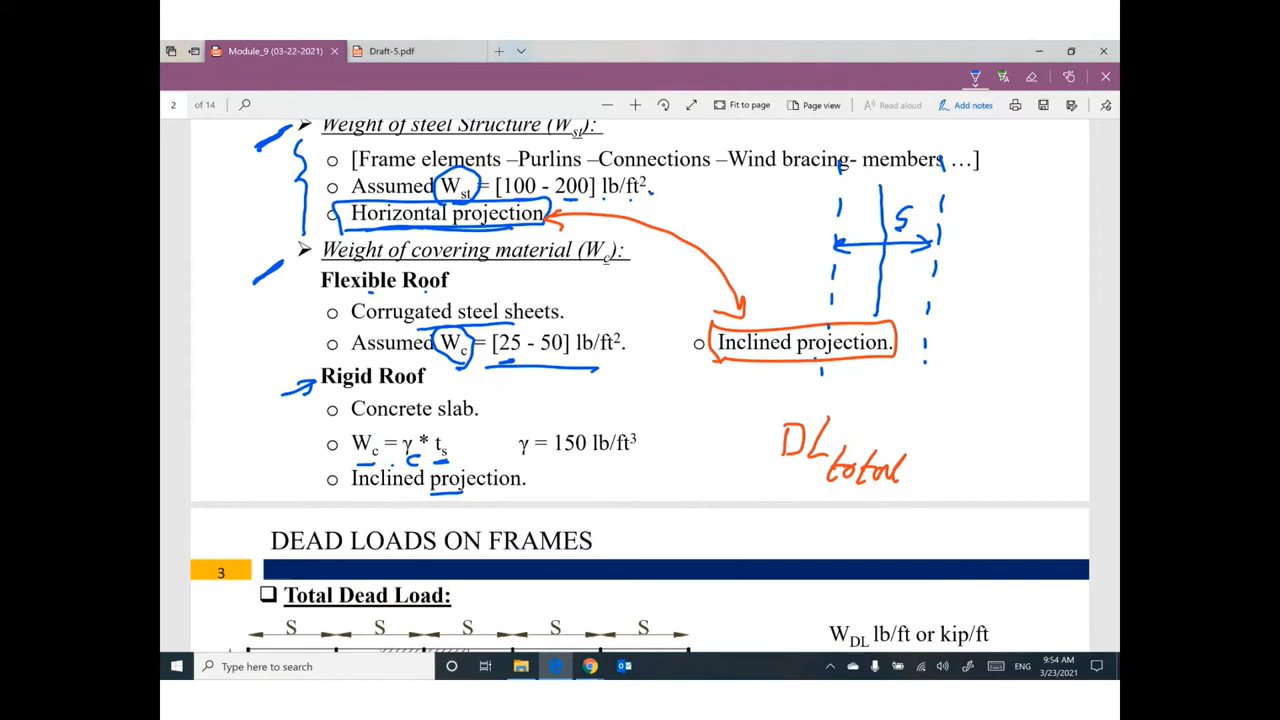 Module_9 (03-22-2021)
Draft-5.pdf
2 of 14
Fit to page
Page view
Read aloud
Add notes
Weight of steel Structure (Wst):
[Frame elements –Purlins –Connections –Wind bracing- members …]
Assumed Wst = [100 - 200] lb/ft2.
Horizontal projection
S
Weight of covering material (Wc):
Flexible Roof
Corrugated steel sheets.
Assumed Wc = [25 - 50] lb/ft2.
Inclined projection.
Rigid Roof
Concrete slab.
Wc = γc * ts γ = 150 lb/ft3
DL total
Inclined projection.
DEAD LOADS ON FRAMES
3
Total Dead Load:
S S S S S
WDL lb/ft or kip/ft
Type here to search
ENG
9:54 AM
3/23/2021